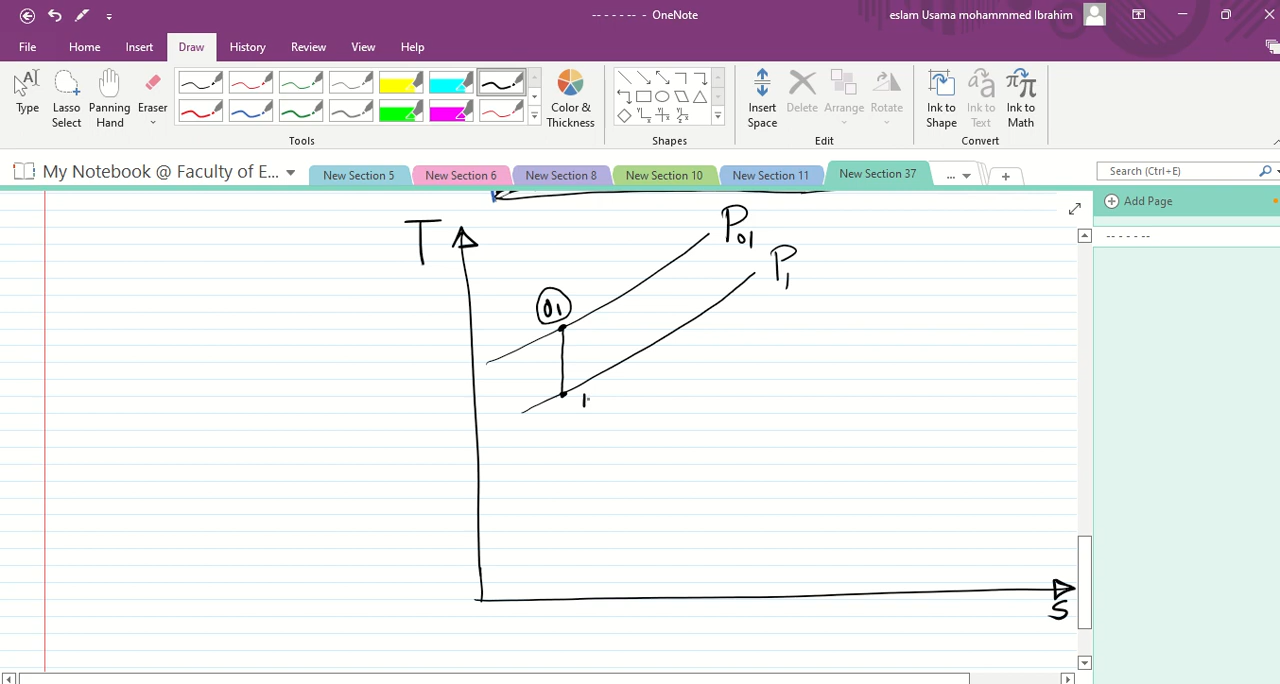 ------ - OneNote
eslam Usama mohammmed Ibrahim
File Home Insert Draw History Review View Help
Type
Lasso Select
Panning Hand
Eraser
Color & Thickness
Insert Space
Delete
Arrange
Rotate
Ink to Shape
Ink to Text
Ink to Math
Tools
Shapes
Edit
Convert
My Notebook @ Faculty of E...
New Section 5
New Section 6
New Section 8
New Section 10
New Section 11
New Section 37
...
Search (Ctrl+E)
Add Page
------
T
P01
P1
01
1
S